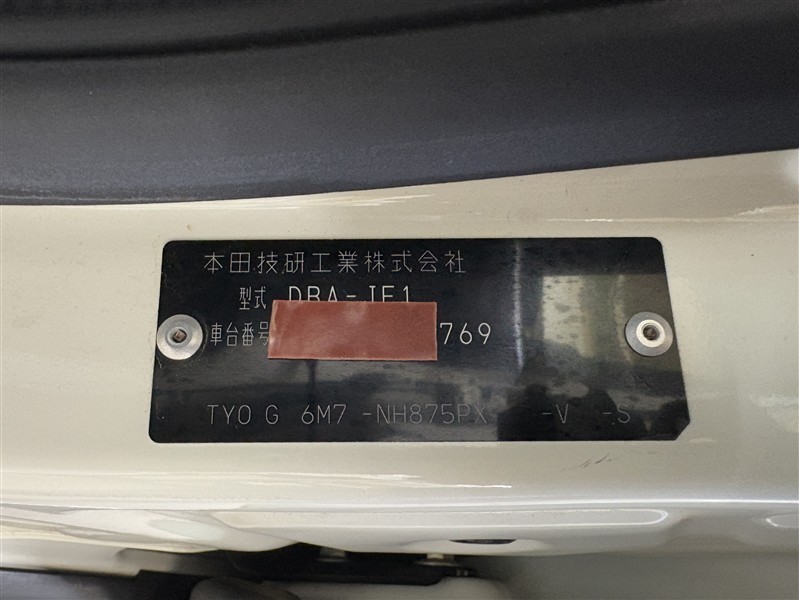 本田技研工業株式会社
型式 DBA-JF1
車台番号 769
TYO G 6M7 -NH875PX -V -S